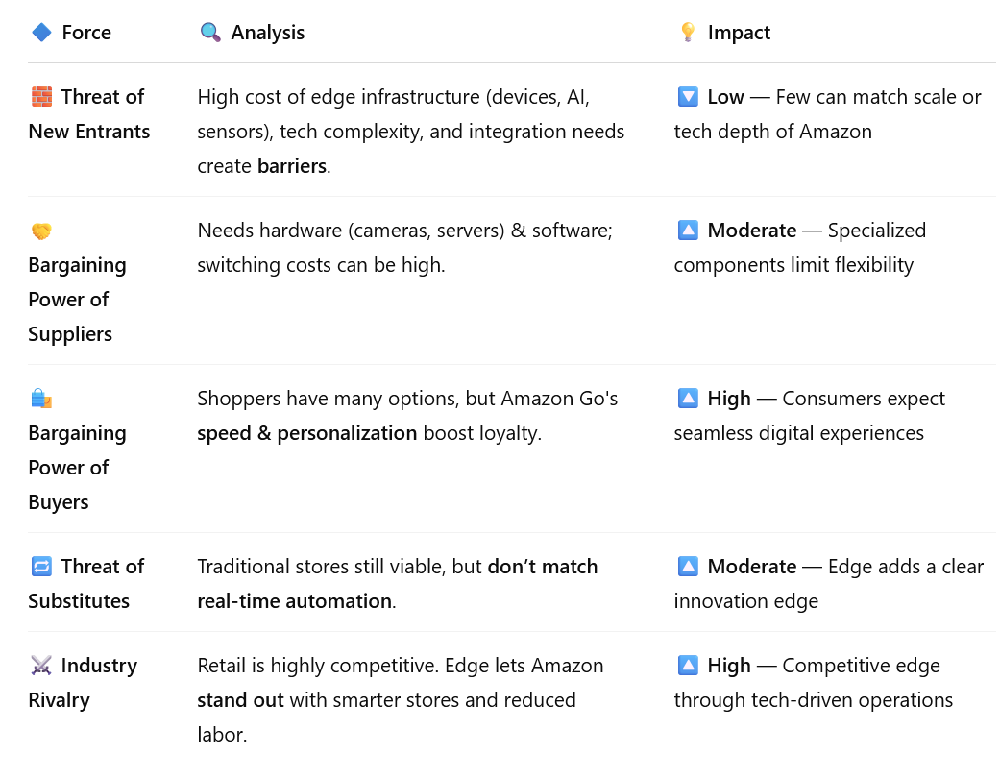 🔷 Force 🔍 Analysis 💡 Impact
🧱 Threat of New Entrants
High cost of edge infrastructure (devices, AI,
sensors), tech complexity, and integration needs
create barriers.
🔽 Low — Few can match scale or
tech depth of Amazon
🤝
Bargaining
Power of
Suppliers
Needs hardware (cameras, servers) & software;
switching costs can be high.
🔼 Moderate — Specialized
components limit flexibility
🛍️
Bargaining
Power of
Buyers
Shoppers have many options, but Amazon Go's
speed & personalization boost loyalty.
🔼 High — Consumers expect
seamless digital experiences
🔁 Threat of
Substitutes
Traditional stores still viable, but don’t match
real-time automation.
🔼 Moderate — Edge adds a clear
innovation edge
⚔️ Industry
Rivalry
Retail is highly competitive. Edge lets Amazon
stand out with smarter stores and reduced
labor.
🔼 High — Competitive edge
through tech-driven operations